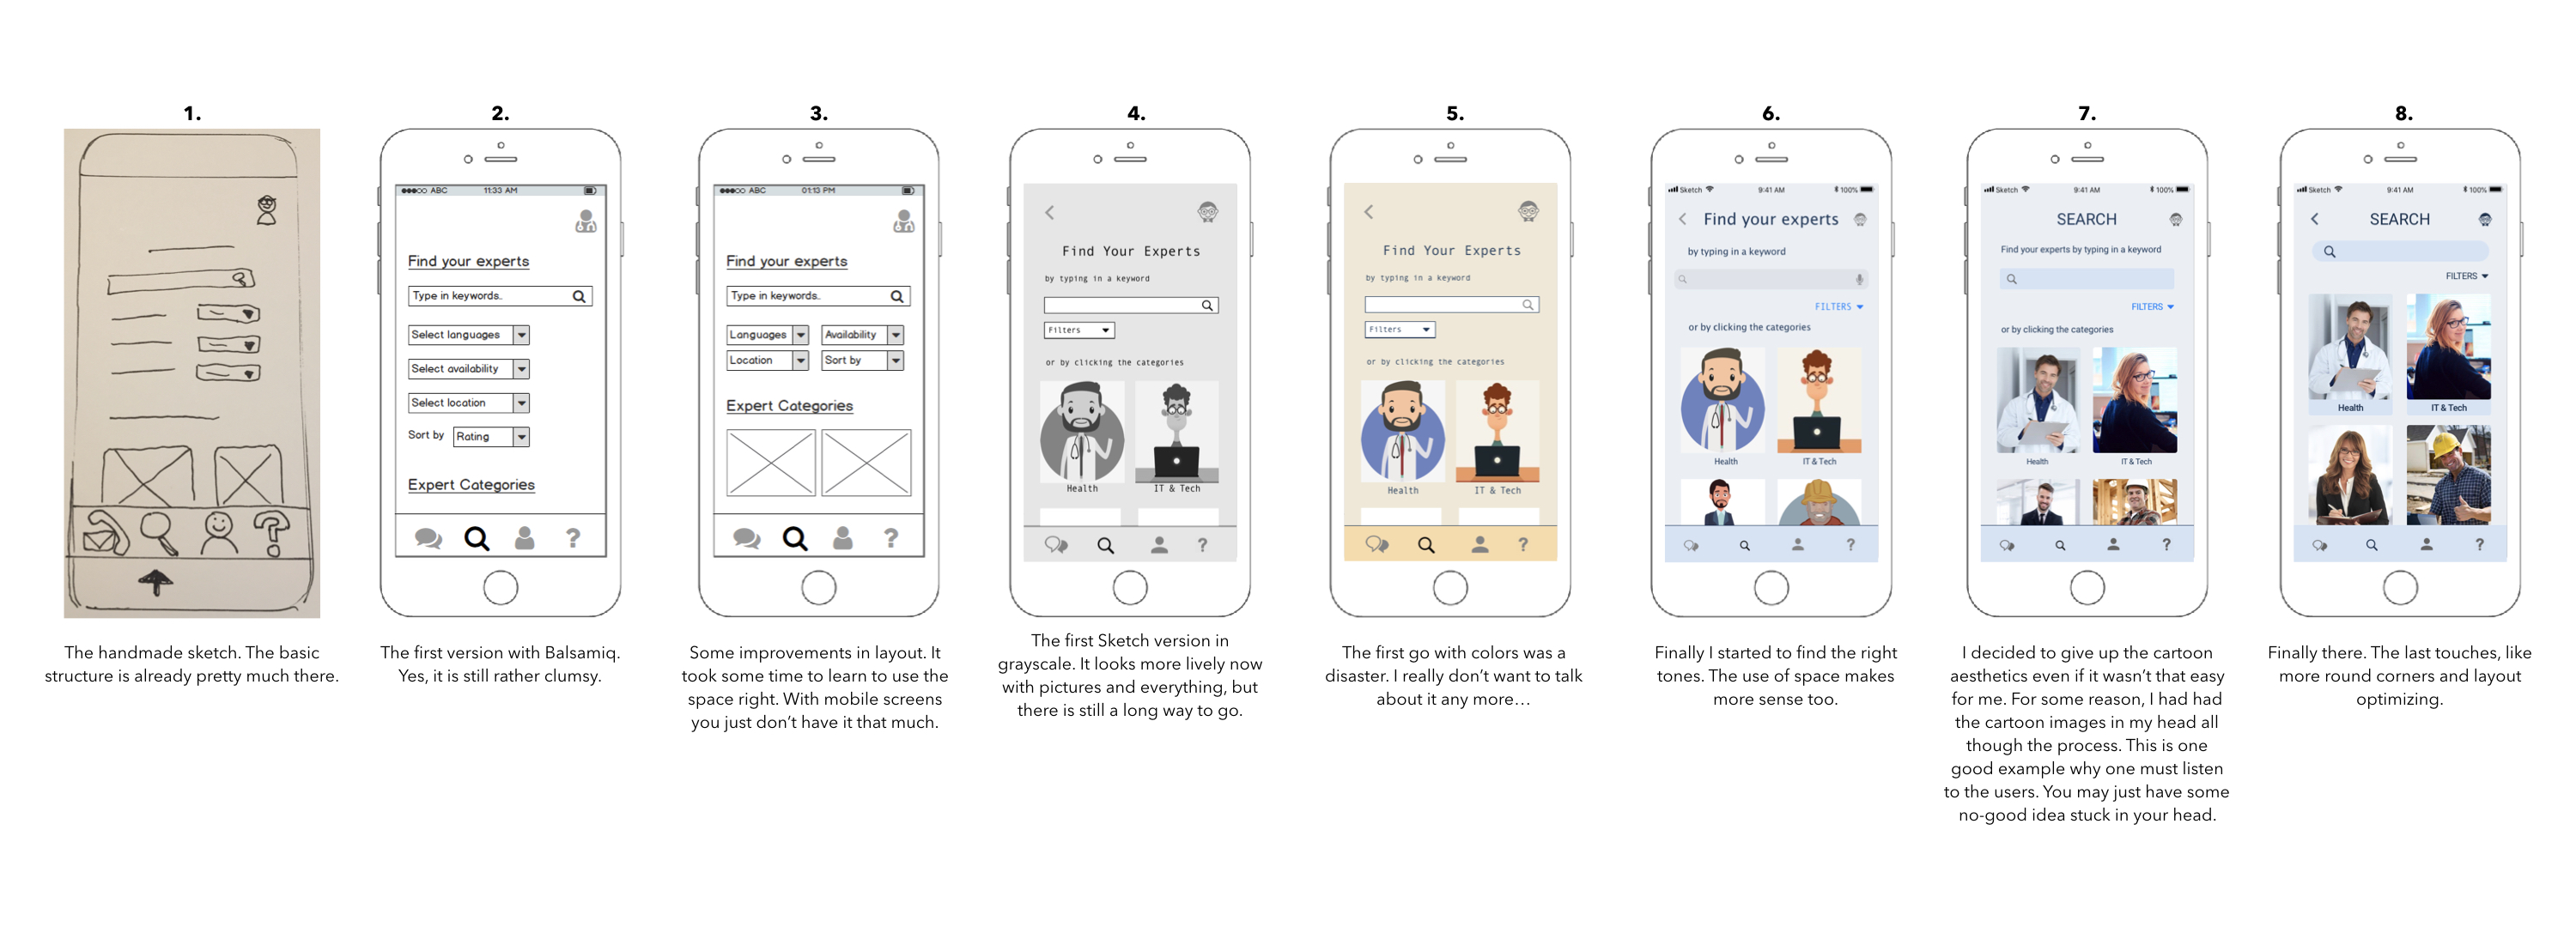 1.
The handmade sketch. The basic
structure is already pretty much there.
2.
ABC 11:33 AM
Find your experts
Type in keywords.
Select languages
Select availability
Select location
Sort by Rating
Expert Categories
?
The first version with Balsamiq.
Yes, it is still rather clumsy.
3.
ABC 01:13 PM
Find your experts
Type in keywords.
Languages Availability
Location Sort by
Expert Categories
?
Some improvements in layout. It
took some time to learn to use the
space right. With mobile screens
you just don't have it that much.
4.
Find Your Experts
by typing in a keyword
Filters
or by clicking the categories
Health IT & Tech
?
The first Sketch version in
grayscale. It looks more lively now
with pictures and everything, but
there is still a long way to go.
5.
Find Your Experts
by typing in a keyword
Filters
or by clicking the categories
Health IT & Tech
?
The first go with colors was a
disaster. I really don't want to talk
about it any more...
6.
Sketch 9:41 AM 100%
Find your experts
by typing in a keyword
FILTERS
or by clicking the categories
Health IT & Tech
?
Finally I started to find the right
tones. The use of space makes
more sense too.
7.
Sketch 9:41 AM 100%
SEARCH
Find your experts by typing in a keyword
FILTERS
or by clicking the categories
Health IT & Tech
?
I decided to give up the cartoon
aesthetics even if it wasn't that easy
for me. For some reason, I had had
the cartoon images in my head all
though the process. This is one
good example why one must listen
to the users. You may just have some
no-good idea stuck in your head.
8.
Sketch 9:41 AM 100%
SEARCH
FILTERS
Health IT & Tech
?
Finally there. The last touches, like
more round corners and layout
optimizing.